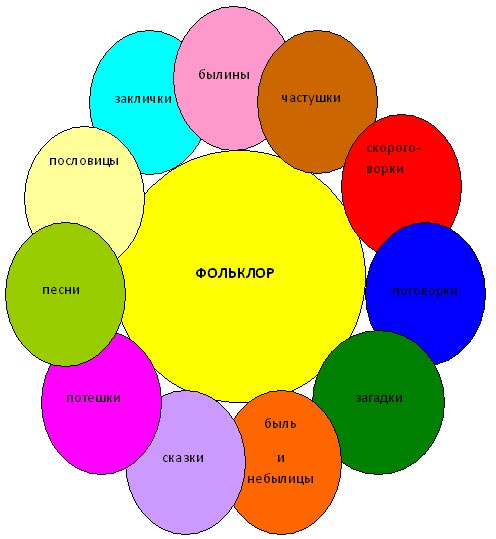 былины
заклички
частушки
скорого-
ворки
пословицы
ФОЛЬКЛОР
песни
поговорки
потешки
загадки
быль
и
небылицы
сказки